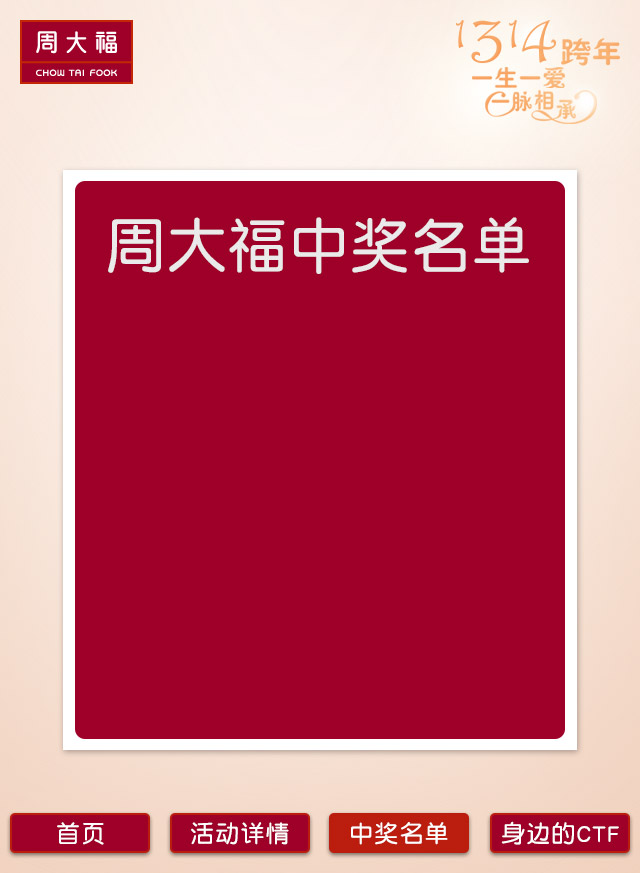 周大福
CHOW TAI FOOK
1314跨年
一生一爱
一脉相承
周大福中奖名单
首页
活动详情
中奖名单
身边的CTF